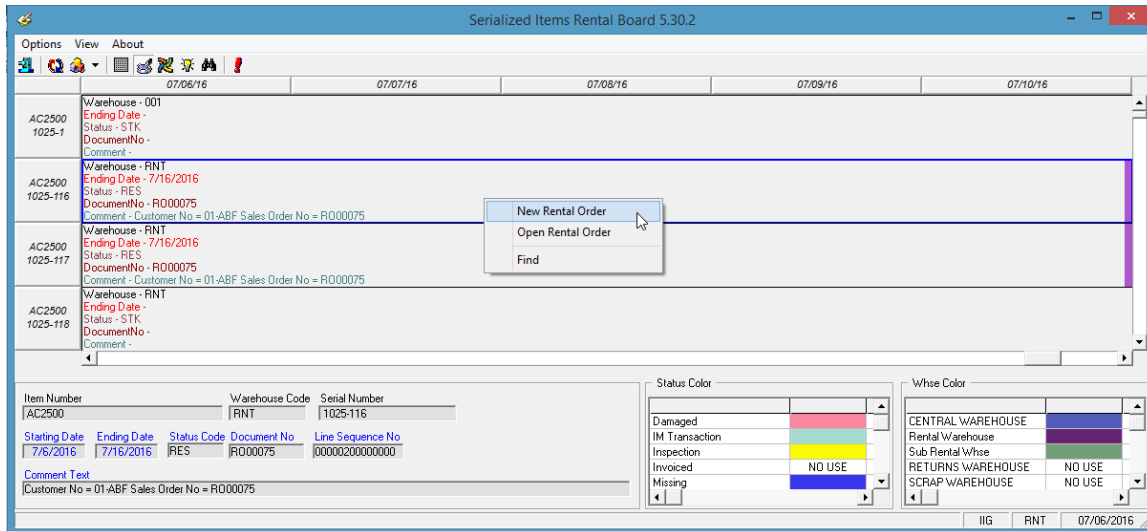 Serialized Items Rental Board 5.30.2
Options View About
07/06/16 07/07/16 07/08/16 07/09/16 07/10/16
AC2500
1025-1
Warehouse - 001
Ending Date -
Status - STK
DocumentNo -
Comment -
AC2500
1025-116
Warehouse - RNT
Ending Date - 7/16/2016
Status - RES
DocumentNo - RO00075
Comment - Customer No = 01-ABF Sales Order No = RO00075
AC2500
1025-117
Warehouse - RNT
Ending Date - 7/16/2016
Status - RES
DocumentNo - RO00075
Comment - Customer No = 01-ABF Sales Order No = RO00075
AC2500
1025-118
Warehouse - RNT
Ending Date -
Status - STK
DocumentNo -
Comment -
New Rental Order
Open Rental Order
Find
Item Number Warehouse Code Serial Number
AC2500 RNT 1025-116
Starting Date Ending Date Status Code Document No Line Sequence No
7/6/2016 7/16/2016 RES RO00075 00000200000000
Comment Text
Customer No = 01-ABF Sales Order No = RO00075
Status Color
Damaged
IM Transaction
Inspection
Invoiced NO USE
Missing
Whse Color
CENTRAL WAREHOUSE
Rental Warehouse
Sub Rental Whse
RETURNS WAREHOUSE NO USE
SCRAP WAREHOUSE NO USE
IIG RNT 07/06/2016